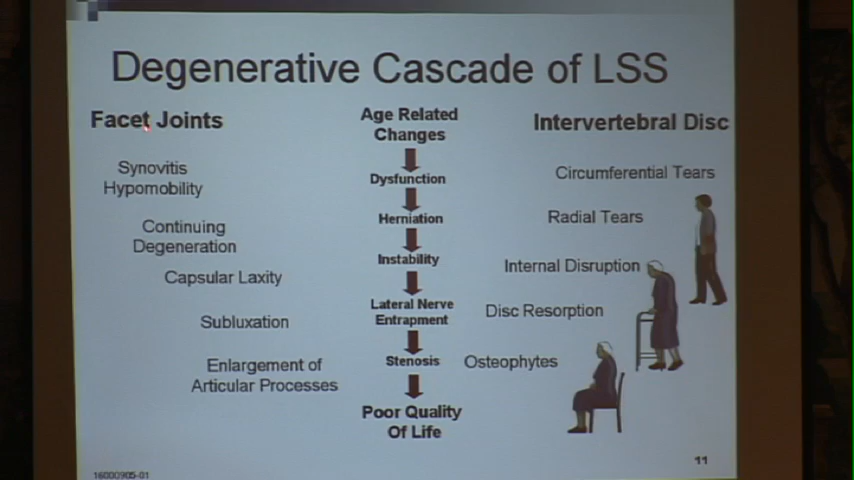 Degenerative Cascade of LSS
Facet Joints
Synovitis
Hypomobility
Continuing
Degeneration
Capsular Laxity
Subluxation
Enlargement of
Articular Processes
Age Related
Changes
Dysfunction
Herniation
Instability
Lateral Nerve
Entrapment
Stenosis
Poor Quality
Of Life
Intervertebral Disc
Circumferential Tears
Radial Tears
Internal Disruption
Disc Resorption
Osteophytes
16000905-01
11